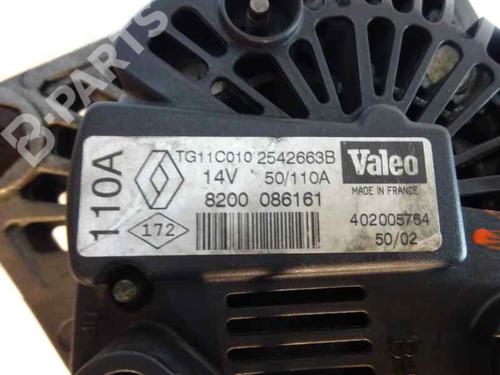 B-PARTS
110A
TG11C010 2542663B
14V 50/110A
8200 086161
172
Valeo
MADE IN FRANCE
402005764
50/02